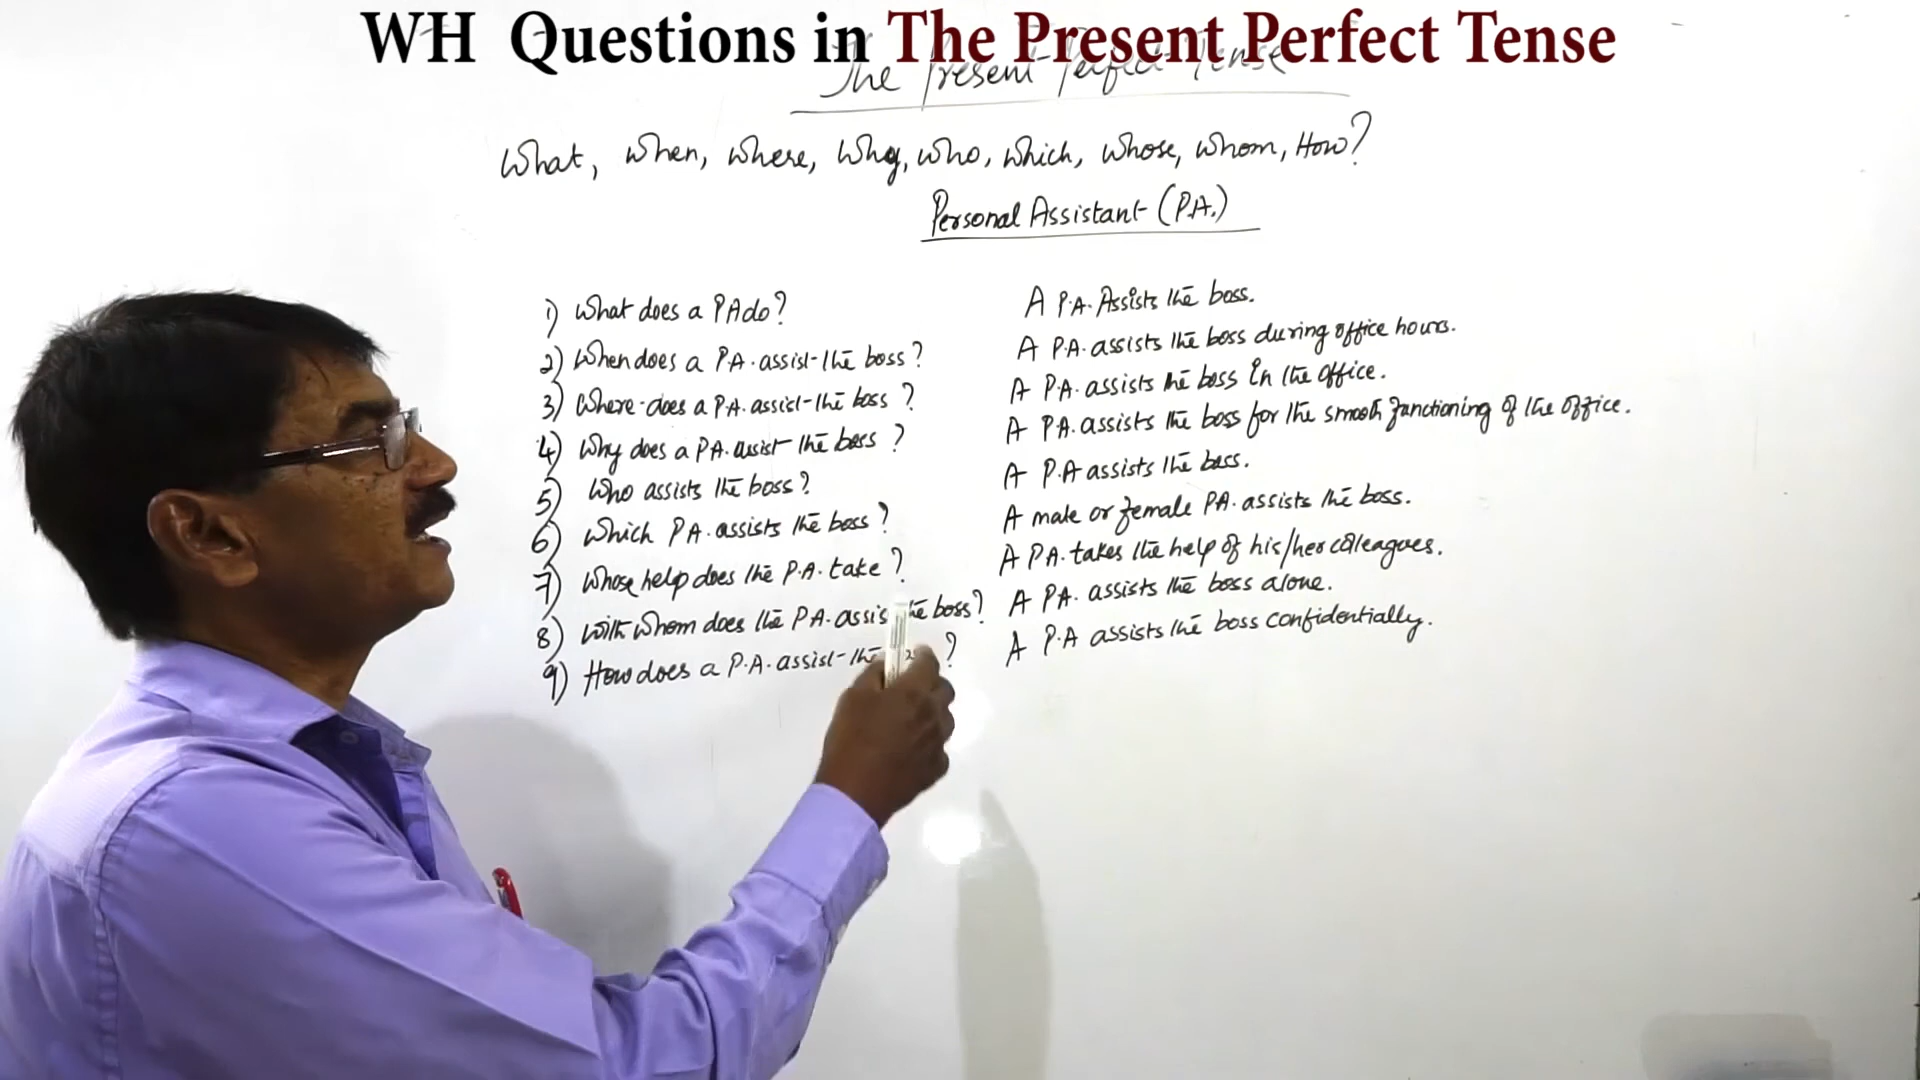 WH Questions in The Present Perfect Tense
The Present Perfect Tense
What, When, Where, Why, Who, Which, Whose, Whom, How?
Personal Assistant (P.A.)
1) What does a PA do? A P.A. Assists the boss.
2) When does a P.A. assist the boss? A P.A. assists the boss during office hours.
3) Where does a P.A. assist the boss? A P.A. assists the boss in the office.
4) Why does a P.A. assist the boss? A P.A. assists the boss for the smooth functioning of the office.
5) Who assists the boss? A P.A assists the boss.
6) Which P.A. assists the boss? A male or female P.A. assists the boss.
7) Whose help does the P.A. take? A P.A. takes the help of his/her colleagues.
8) With whom does the P.A. assis the boss? A P.A. assists the boss alone.
9) How does a P.A. assist the ? A P.A assists the boss confidentially.